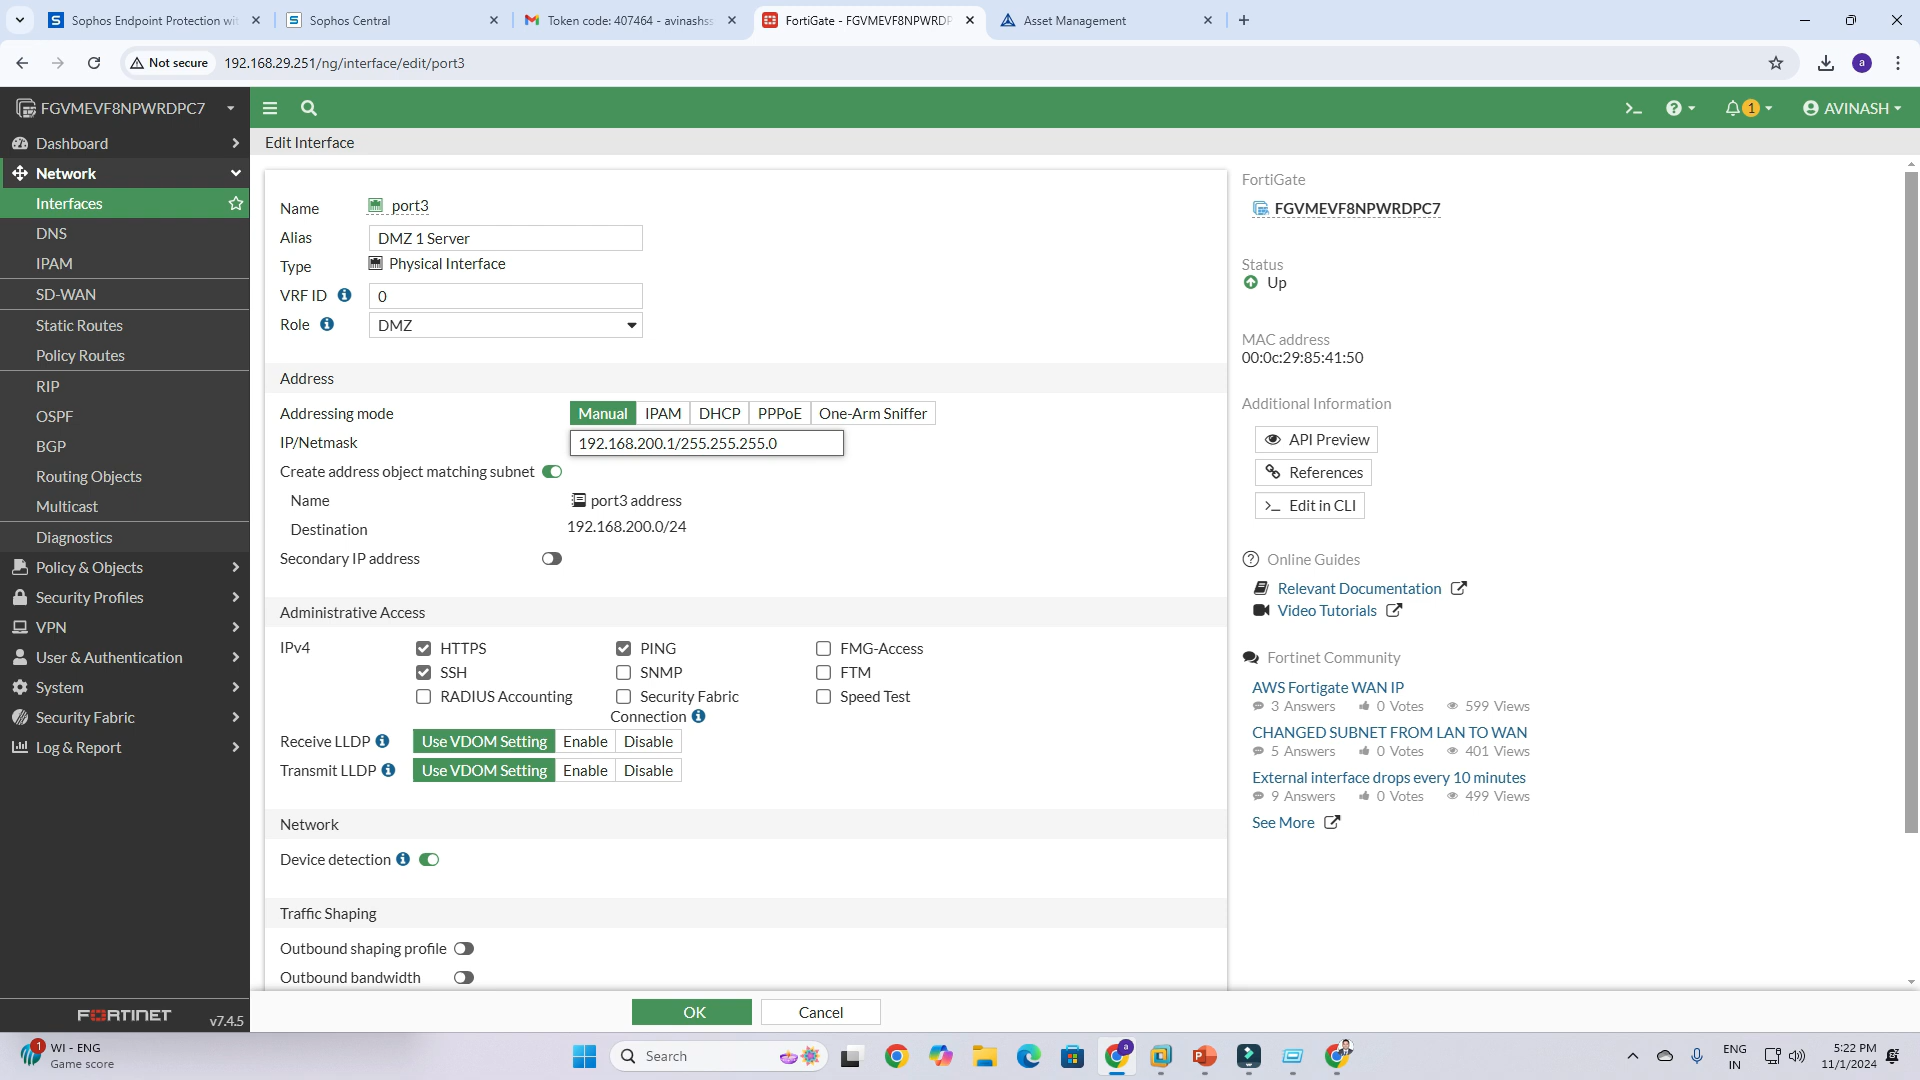 Sophos Endpoint Protection wit
Sophos Central
Token code: 407464 - avinashss
FortiGate - FGVMEVF8NPWRDP
Asset Management
Not secure
192.168.29.251/ng/interface/edit/port3
a
FGVMEVF8NPWRDPC7
1
AVINASH
Dashboard
Network
Interfaces
DNS
IPAM
SD-WAN
Static Routes
Policy Routes
RIP
OSPF
BGP
Routing Objects
Multicast
Diagnostics
Policy & Objects
Security Profiles
VPN
User & Authentication
System
Security Fabric
Log & Report
FORTINET
v7.4.5
Edit Interface
Name port3
Alias DMZ 1 Server
Type Physical Interface
VRF ID 0
Role DMZ
Address
Addressing mode Manual IPAM DHCP PPPoE One-Arm Sniffer
IP/Netmask 192.168.200.1/255.255.255.0
Create address object matching subnet
Name port3 address
Destination 192.168.200.0/24
Secondary IP address
Administrative Access
IPv4 HTTPS PING FMG-Access
SSH SNMP FTM
RADIUS Accounting Security Fabric Speed Test
Connection
Receive LLDP Use VDOM Setting Enable Disable
Transmit LLDP Use VDOM Setting Enable Disable
Network
Device detection
Traffic Shaping
Outbound shaping profile
Outbound bandwidth
OK Cancel
FortiGate
FGVMEVF8NPWRDPC7
Status
Up
MAC address
00:0c:29:85:41:50
Additional Information
API Preview
References
Edit in CLI
Online Guides
Relevant Documentation
Video Tutorials
Fortinet Community
AWS Fortigate WAN IP
3 Answers 0 Votes 599 Views
CHANGED SUBNET FROM LAN TO WAN
5 Answers 0 Votes 401 Views
External interface drops every 10 minutes
9 Answers 0 Votes 499 Views
See More
1
WI - ENG
Game score
Search
a
ENG
IN
5:22 PM
11/1/2024